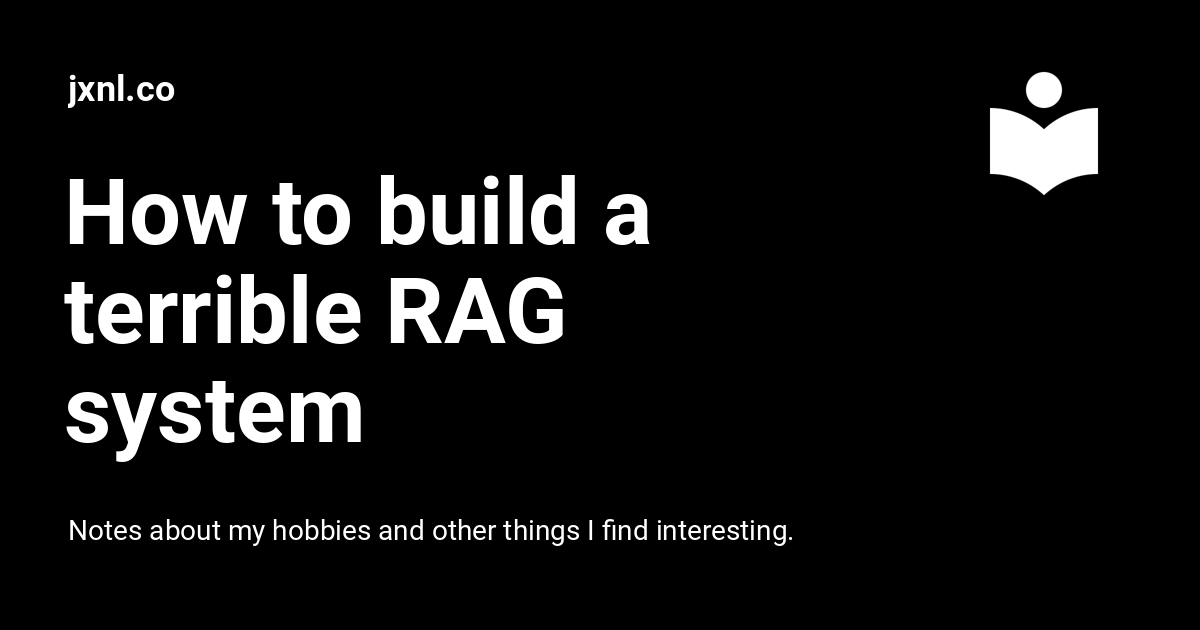 jxnl.co
How to build a
terrible RAG
system
Notes about my hobbies and other things I find interesting.